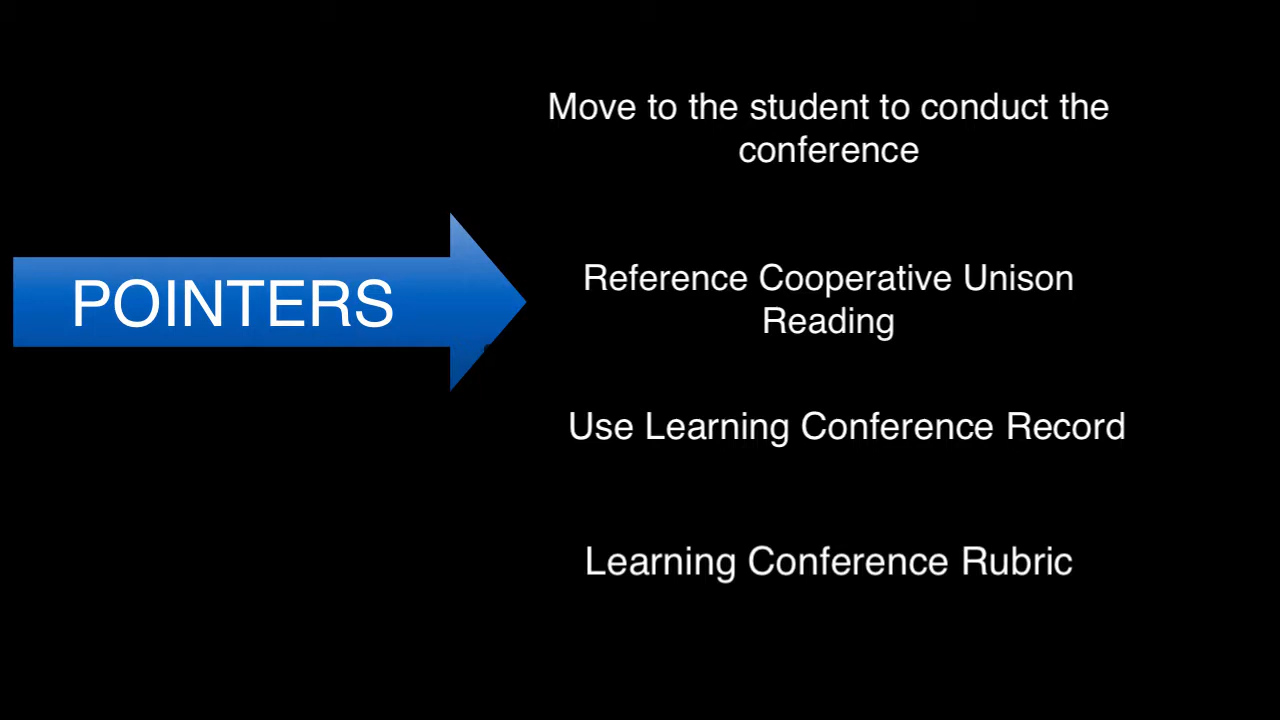 Move to the student to conduct the
conference
POINTERS
Reference Cooperative Unison
Reading
Use Learning Conference Record
Learning Conference Rubric